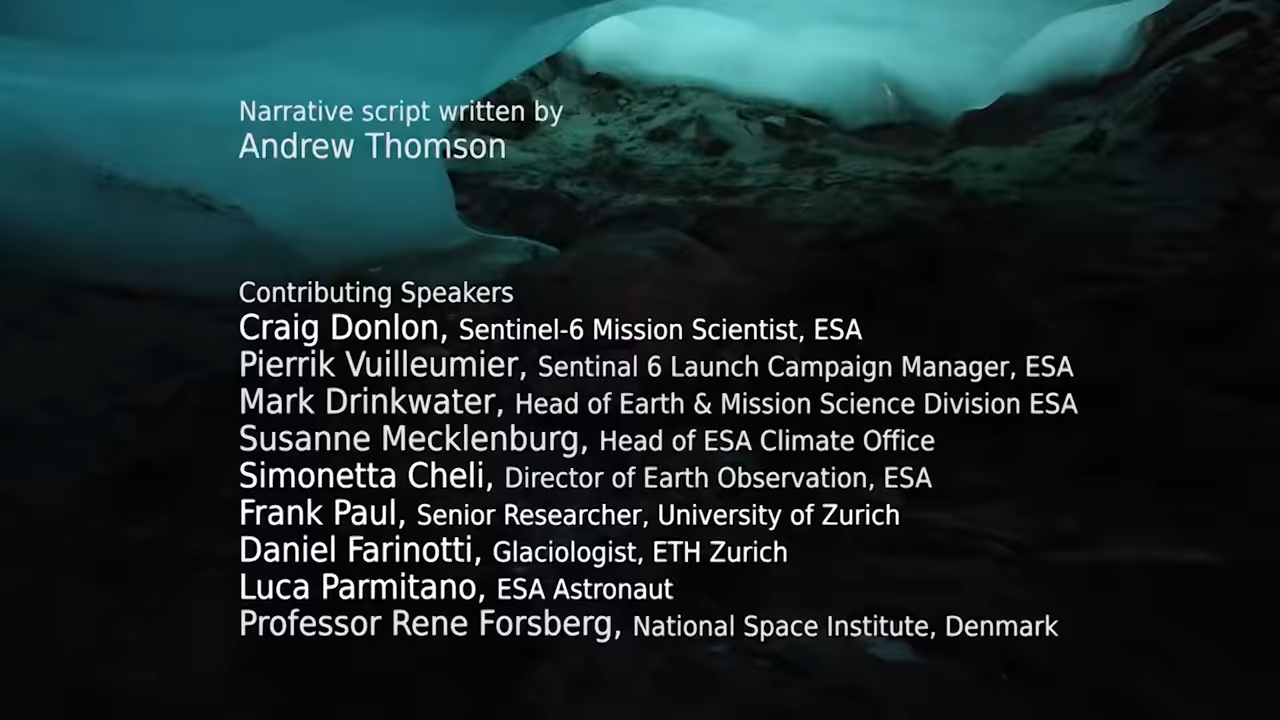 Narrative script written by
Andrew Thomson
Contributing Speakers
Craig Donlon, Sentinel-6 Mission Scientist, ESA
Pierrik Vuilleumier, Sentinal 6 Launch Campaign Manager, ESA
Mark Drinkwater, Head of Earth & Mission Science Division ESA
Susanne Mecklenburg, Head of ESA Climate Office
Simonetta Cheli, Director of Earth Observation, ESA
Frank Paul, Senior Researcher, University of Zurich
Daniel Farinotti, Glaciologist, ETH Zurich
Luca Parmitano, ESA Astronaut
Professor Rene Forsberg, National Space Institute, Denmark